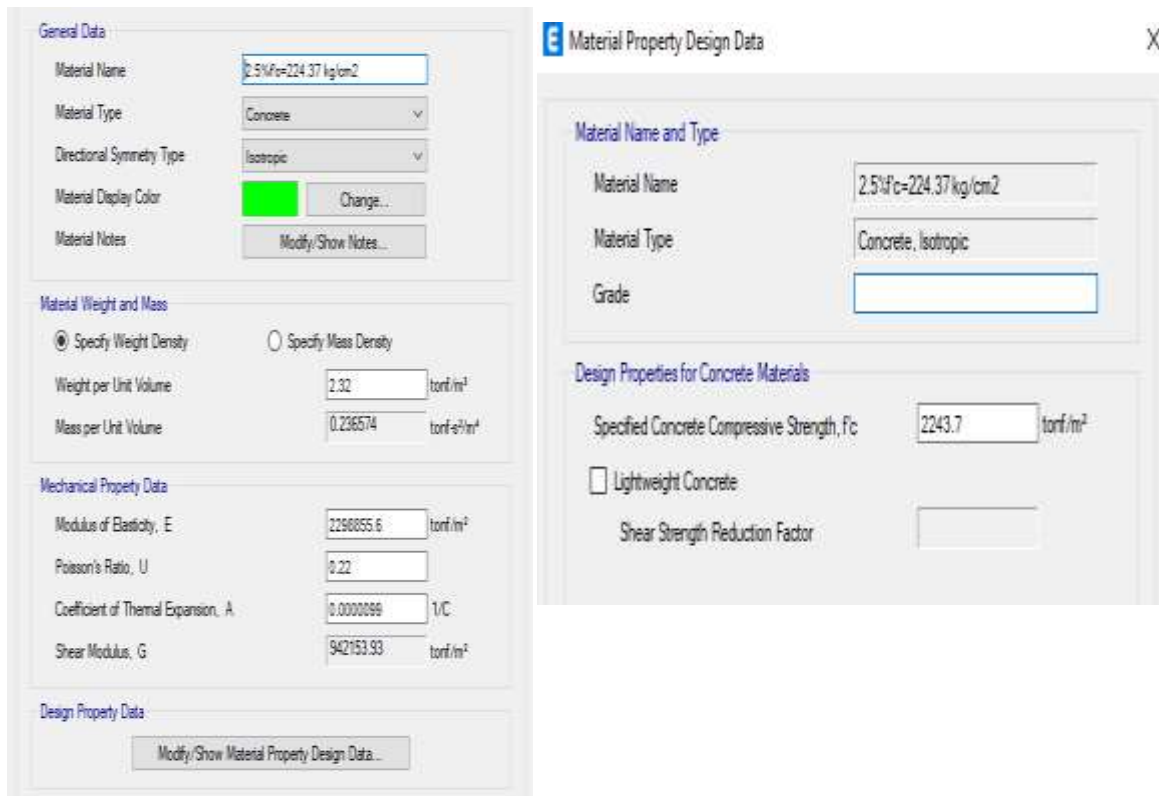 General Data
Material Name 2.5%f'c=224.37 kg/cm2
Material Type Concrete
Directional Symmetry Type Isotropic
Material Display Color Change...
Material Notes Modify/Show Notes...
Material Weight and Mass
Specify Weight Density Specify Mass Density
Weight per Unit Volume 2.32 tonf/m³
Mass per Unit Volume 0.236574 tonf-s²/m⁴
Mechanical Property Data
Modulus of Elasticity, E 2298855.6 tonf/m²
Poisson's Ratio, U 0.22
Coefficient of Thermal Expansion, A 0.0000099 1/C
Shear Modulus, G 942153.93 tonf/m²
Design Property Data
Modify/Show Material Property Design Data...
E Material Property Design Data X
Material Name and Type
Material Name 2.5%f'c=224.37 kg/cm2
Material Type Concrete, Isotropic
Grade
Design Properties for Concrete Materials
Specified Concrete Compressive Strength, f'c 2243.7 tonf/m²
Lightweight Concrete
Shear Strength Reduction Factor